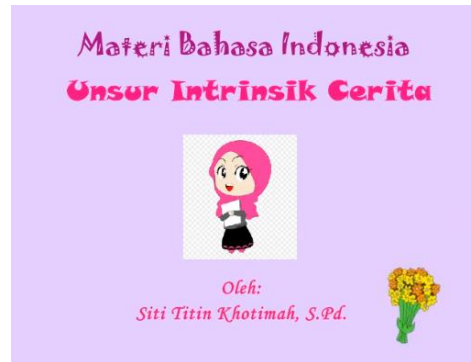 Materi Bahasa Indonesia
Unsur Intrinsik Cerita
Oleh:
Siti Titin Khotimah, S.Pd.